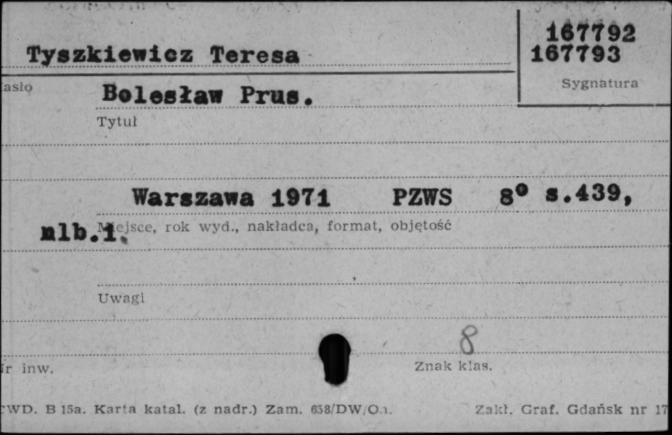 167792
Tyszkiewicz Teresa 167793
asło Sygnatura
Bolesław Prus.
Tytuł
Warszawa 1971 PZWS 8° s.439,
nlb.1. Miejsce, rok wyd., nakładca, format, objętość
Uwagi
8
r inw. Znak klas.
WD. B 15a. Karta katal. (z nadr.) Zam. 658/DW/O Zakł. Graf. Gdańsk nr 17